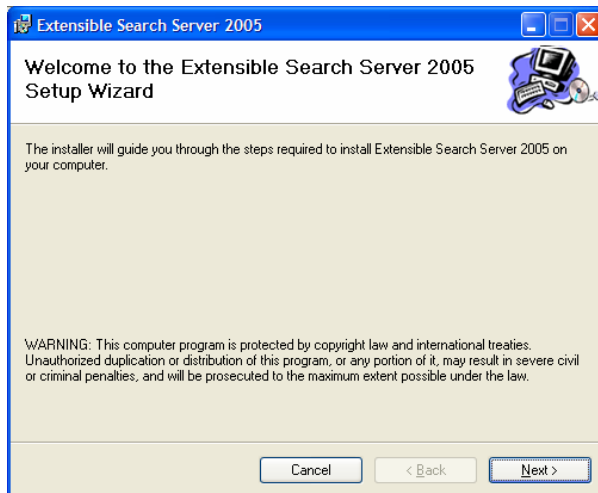 Extensible Search Server 2005
Welcome to the Extensible Search Server 2005
Setup Wizard
The installer will guide you through the steps required to install Extensible Search Server 2005 on
your computer.
WARNING: This computer program is protected by copyright law and international treaties.
Unauthorized duplication or distribution of this program, or any portion of it, may result in severe civil
or criminal penalties, and will be prosecuted to the maximum extent possible under the law.
Cancel < Back Next >